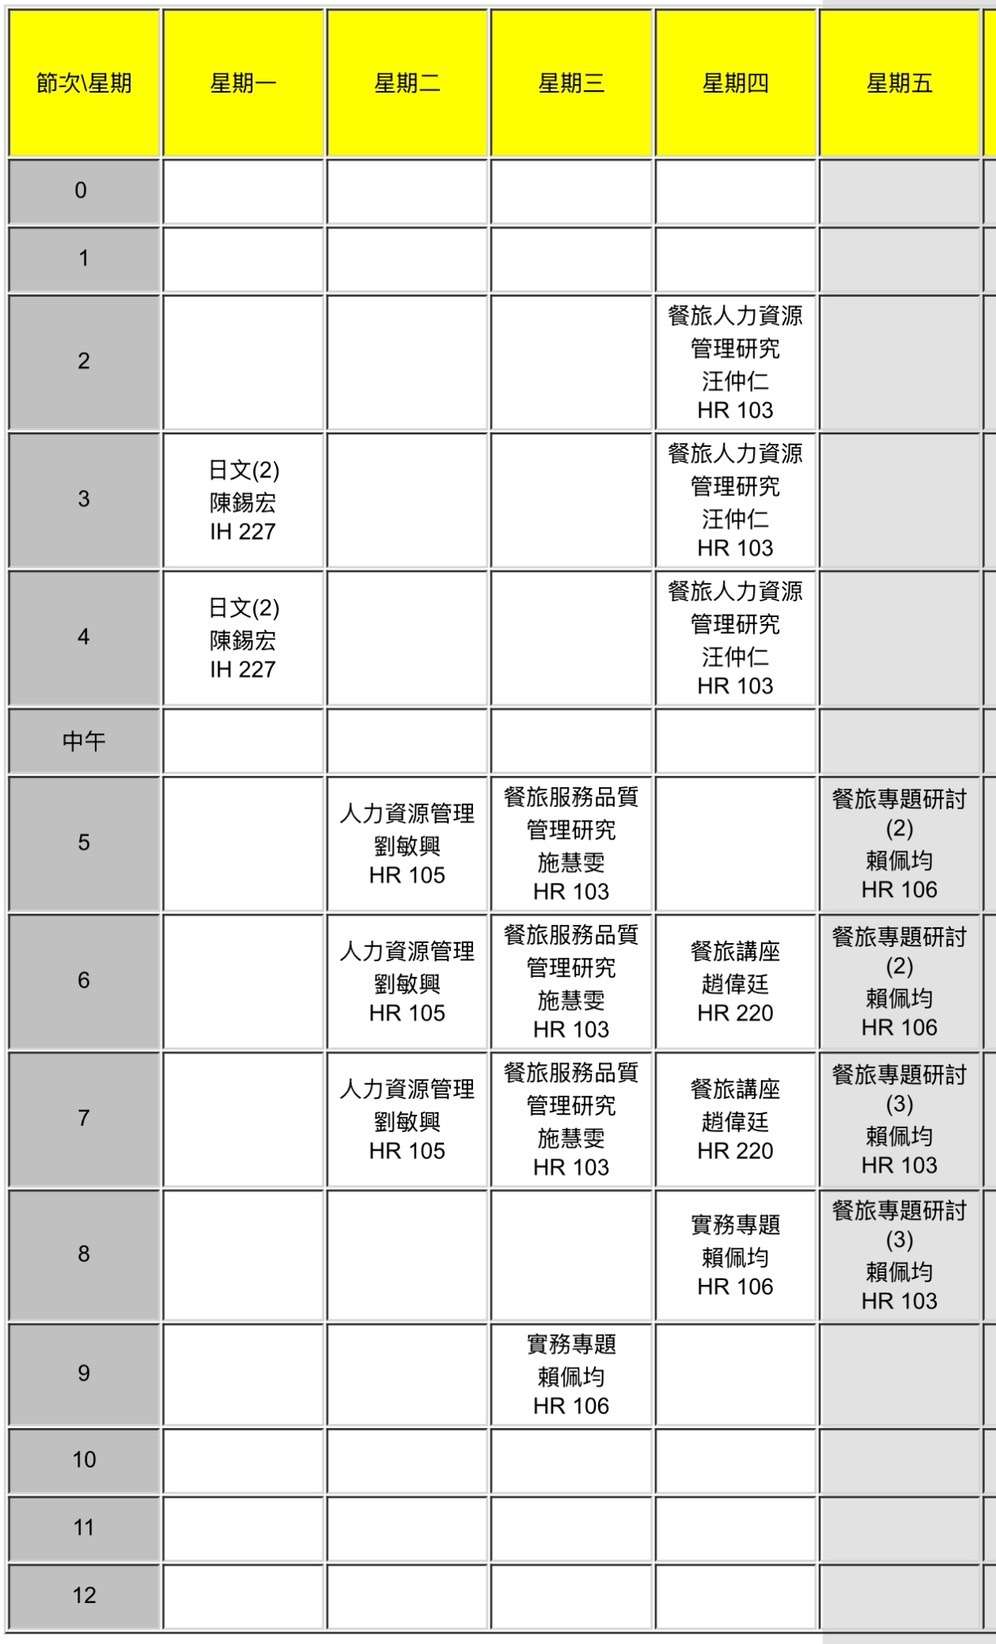 節次\星期 星期一 星期二 星期三 星期四 星期五
0
1
2
餐旅人力資源
管理研究
汪仲仁
HR 103
3
日文(2)
陳錫宏
IH 227
餐旅人力資源
管理研究
汪仲仁
HR 103
4
日文(2)
陳錫宏
IH 227
餐旅人力資源
管理研究
汪仲仁
HR 103
中午
5
人力資源管理
劉敏興
HR 105
餐旅服務品質
管理研究
施慧雯
HR 103
餐旅專題研討
(2)
賴佩均
HR 106
6
人力資源管理
劉敏興
HR 105
餐旅服務品質
管理研究
施慧雯
HR 103
餐旅講座
趙偉廷
HR 220
餐旅專題研討
(2)
賴佩均
HR 106
7
人力資源管理
劉敏興
HR 105
餐旅服務品質
管理研究
施慧雯
HR 103
餐旅講座
趙偉廷
HR 220
餐旅專題研討
(3)
賴佩均
HR 103
8
實務專題
賴佩均
HR 106
餐旅專題研討
(3)
賴佩均
HR 103
9
實務專題
賴佩均
HR 106
10
11
12